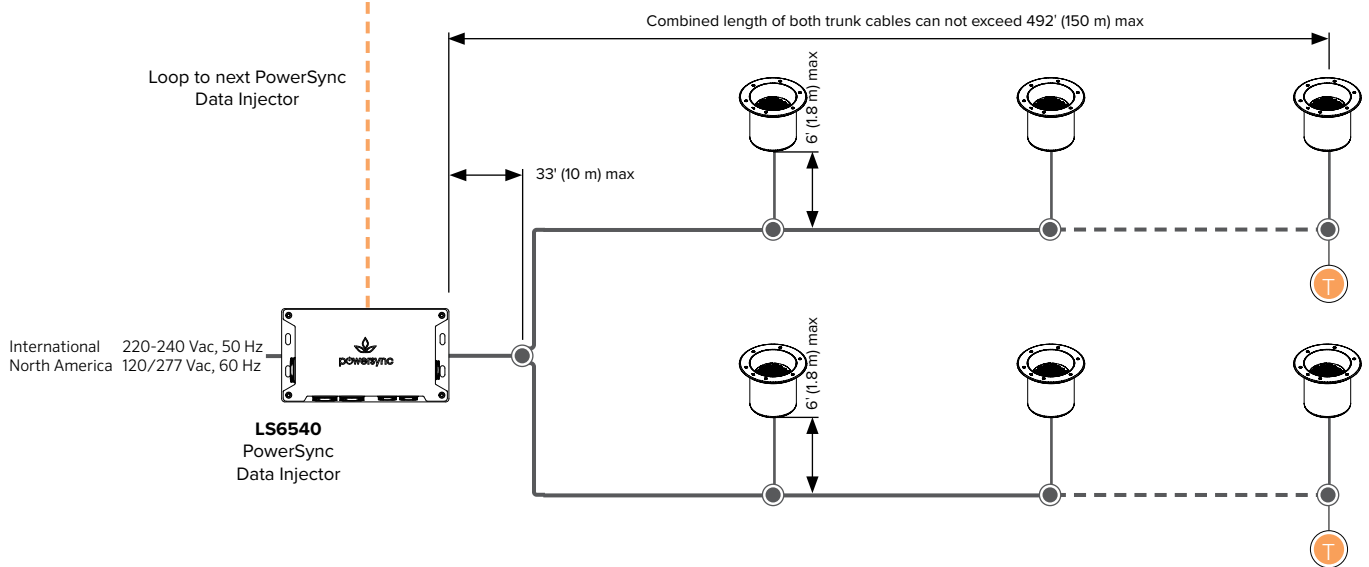 Combined length of both trunk cables can not exceed 492' (150 m) max
Loop to next PowerSync
Data Injector
6' (1.8 m) max
33' (10 m) max
T
International 220-240 Vac, 50 Hz
North America 120/277 Vac, 60 Hz
powersync
LS6540
PowerSync
Data Injector
6' (1.8 m) max
T